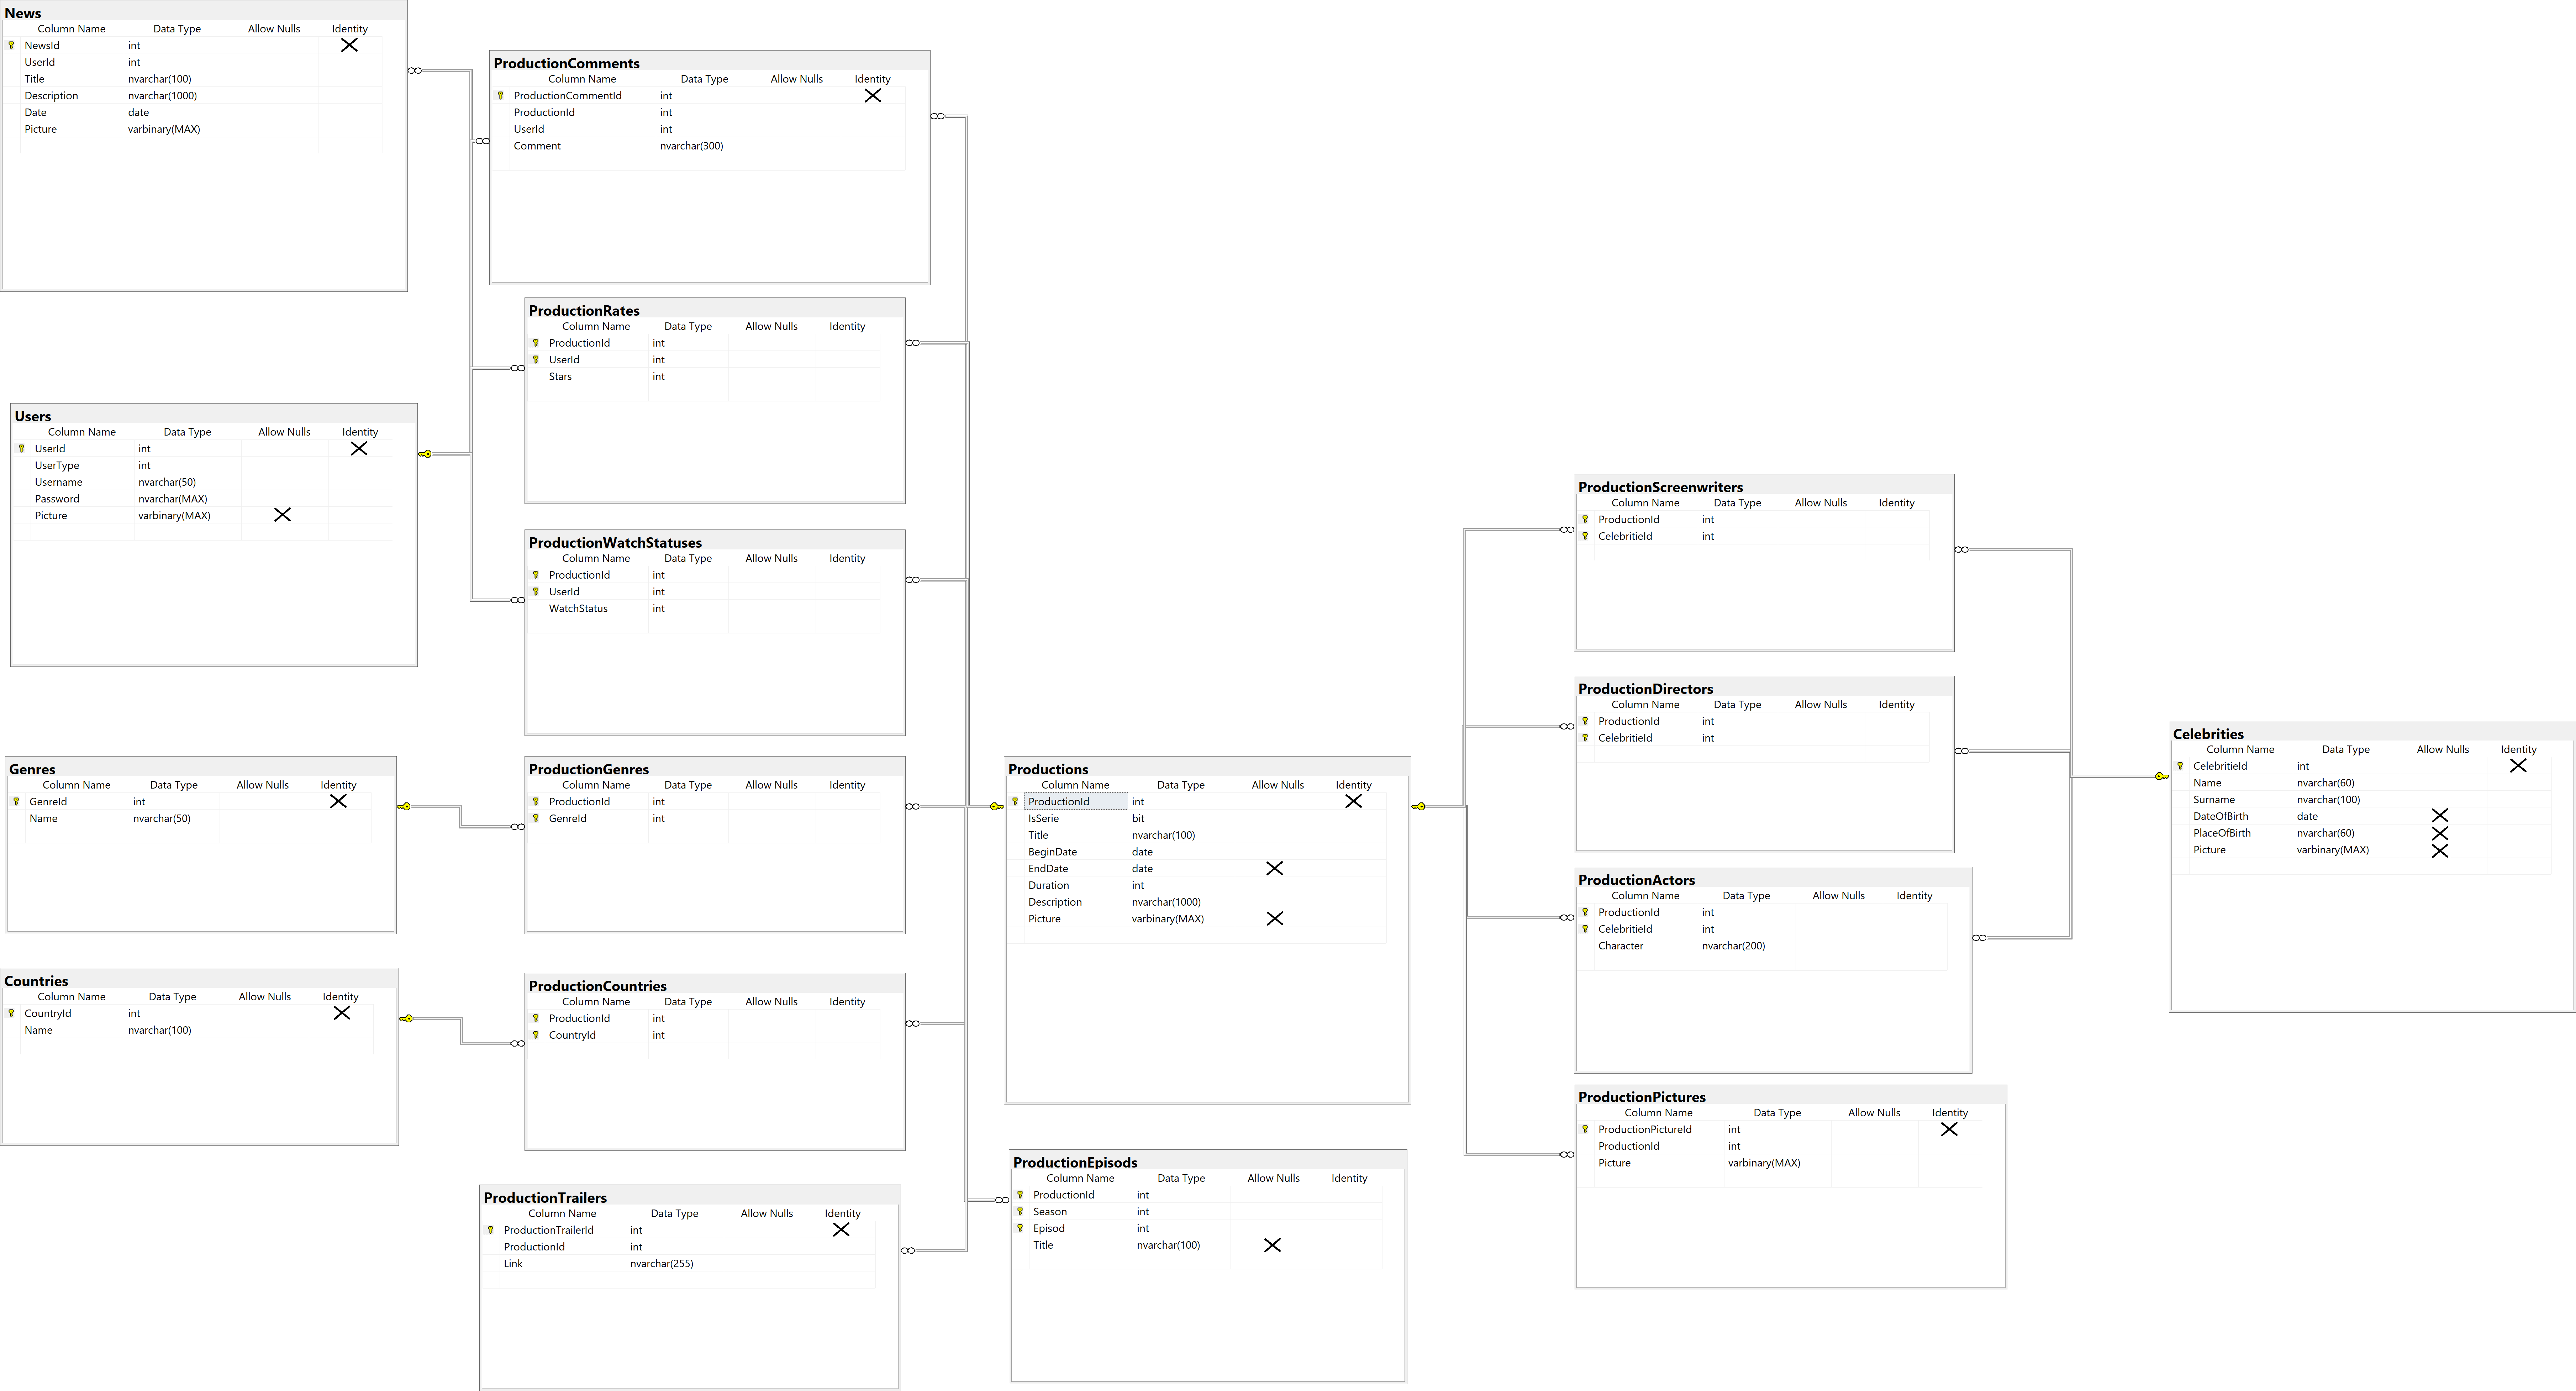 News
Column Name Data Type Allow Nulls Identity
NewsId int
UserId int
Title nvarchar(100)
Description nvarchar(1000)
Date date
Picture varbinary(MAX)
ProductionComments
Column Name Data Type Allow Nulls Identity
ProductionCommentId int
ProductionId int
UserId int
Comment nvarchar(300)
ProductionRates
Column Name Data Type Allow Nulls Identity
ProductionId int
UserId int
Stars int
Users
Column Name Data Type Allow Nulls Identity
UserId int
UserType int
Username nvarchar(50)
Password nvarchar(MAX)
Picture varbinary(MAX)
ProductionWatchStatuses
Column Name Data Type Allow Nulls Identity
ProductionId int
UserId int
WatchStatus int
Genres
Column Name Data Type Allow Nulls Identity
GenreId int
Name nvarchar(50)
ProductionGenres
Column Name Data Type Allow Nulls Identity
ProductionId int
GenreId int
Countries
Column Name Data Type Allow Nulls Identity
CountryId int
Name nvarchar(100)
ProductionCountries
Column Name Data Type Allow Nulls Identity
ProductionId int
CountryId int
ProductionTrailers
Column Name Data Type Allow Nulls Identity
ProductionTrailerId int
ProductionId int
Link nvarchar(255)
Productions
Column Name Data Type Allow Nulls Identity
ProductionId int
IsSerie bit
Title nvarchar(100)
BeginDate date
EndDate date
Duration int
Description nvarchar(1000)
Picture varbinary(MAX)
ProductionEpisods
Column Name Data Type Allow Nulls Identity
ProductionId int
Season int
Episod int
Title nvarchar(100)
ProductionScreenwriters
Column Name Data Type Allow Nulls Identity
ProductionId int
CelebritieId int
ProductionDirectors
Column Name Data Type Allow Nulls Identity
ProductionId int
CelebritieId int
ProductionActors
Column Name Data Type Allow Nulls Identity
ProductionId int
CelebritieId int
Character nvarchar(200)
ProductionPictures
Column Name Data Type Allow Nulls Identity
ProductionPictureId int
ProductionId int
Picture varbinary(MAX)
Celebrities
Column Name Data Type Allow Nulls Identity
CelebritieId int
Name nvarchar(60)
Surname nvarchar(100)
DateOfBirth date
PlaceOfBirth nvarchar(60)
Picture varbinary(MAX)